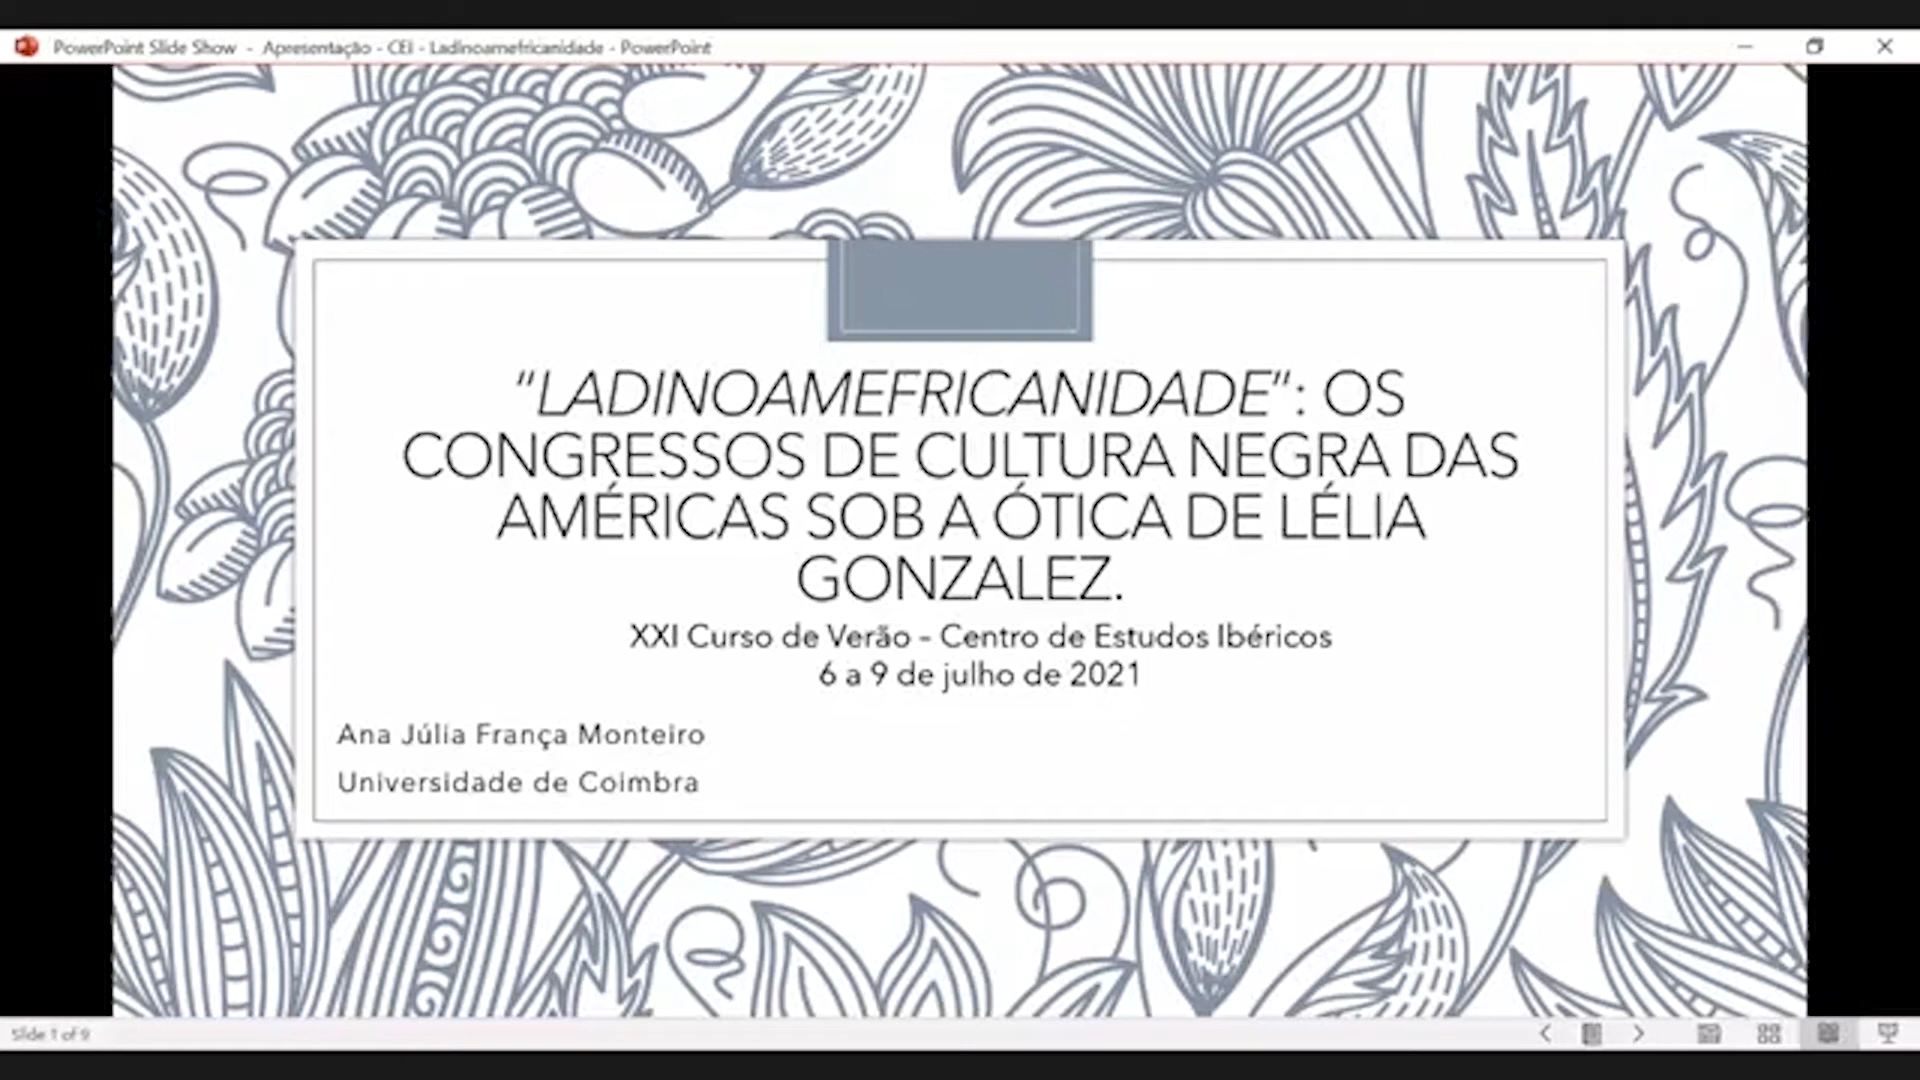 PowerPoint Slide Show - Apresentação - CEI - Ladinoamefricanidade - PowerPoint
“LADINOAMEFRICANIDADE”: OS
CONGRESSOS DE CULTURA NEGRA DAS
AMÉRICAS SOB A ÓTICA DE LÉLIA
GONZALEZ.
XXI Curso de Verão – Centro de Estudos Ibéricos
6 a 9 de julho de 2021
Ana Júlia França Monteiro
Universidade de Coimbra
Slide 1 of 9